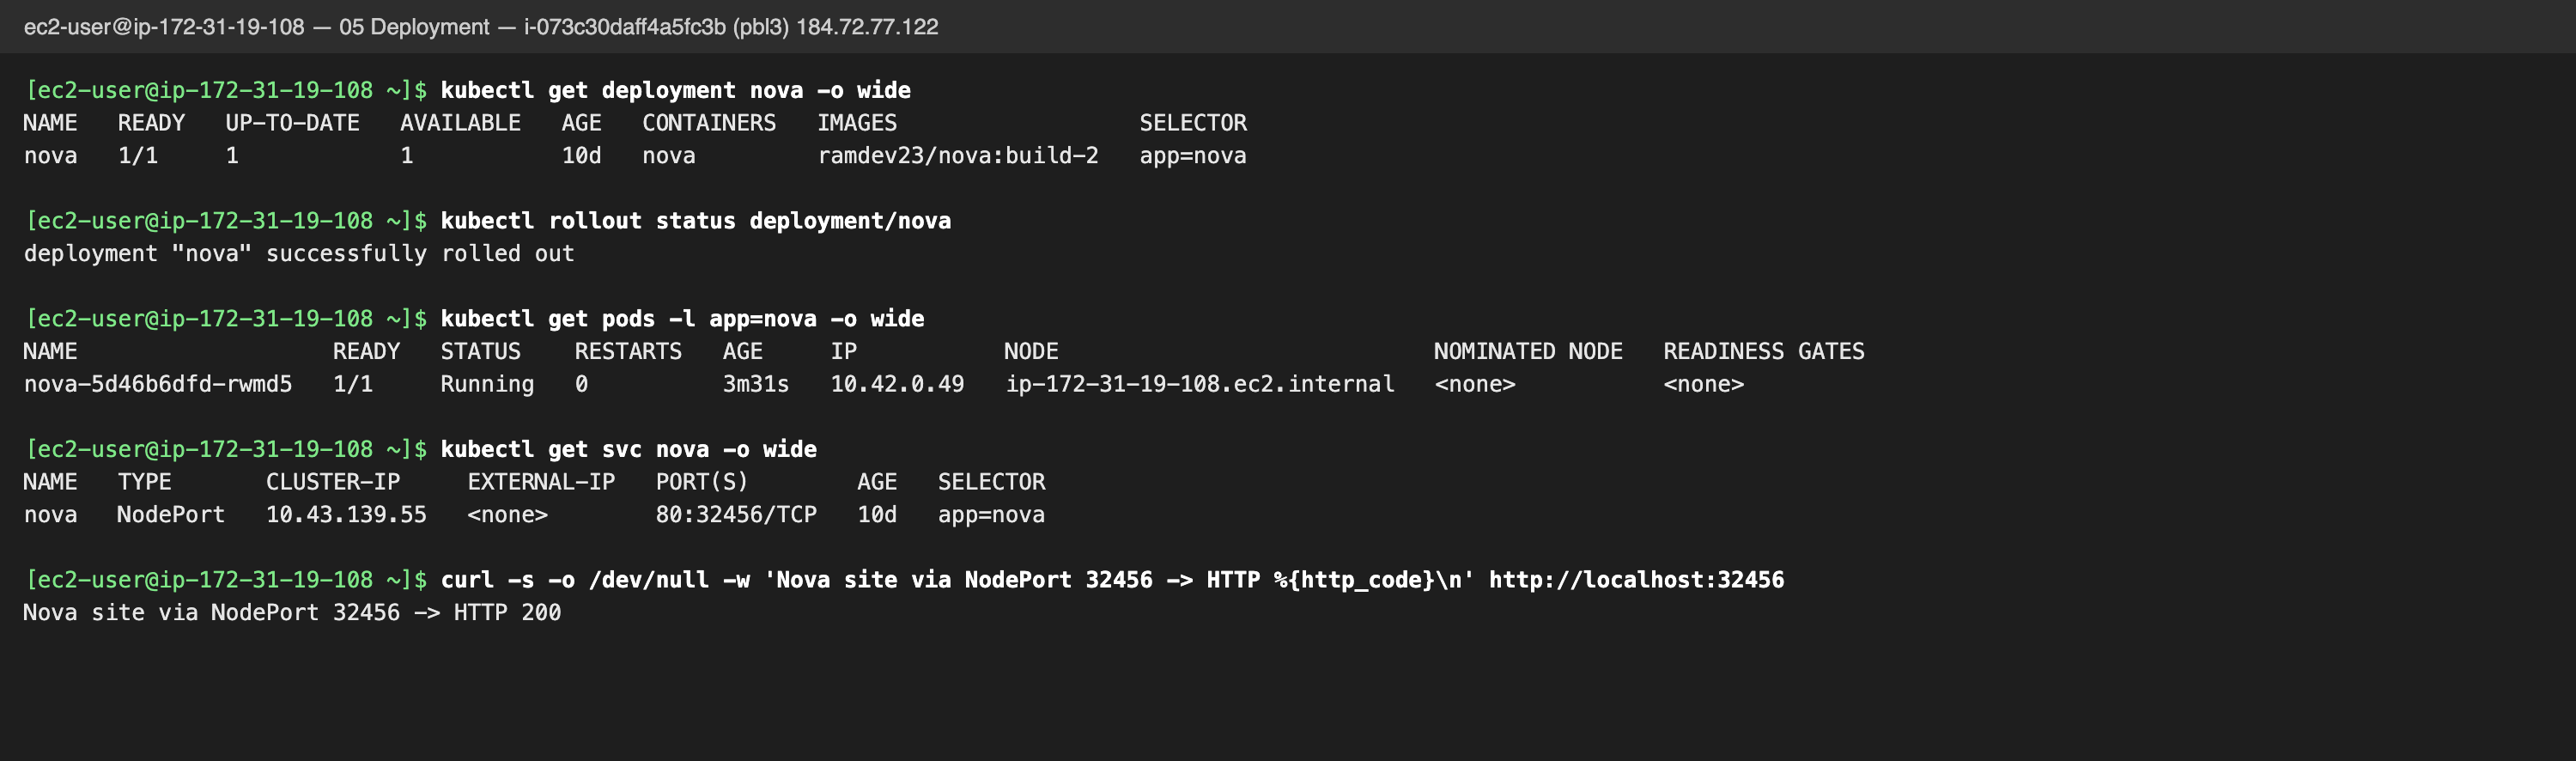 ec2-user@ip-172-31-19-108 — 05 Deployment — i-073c30daff4a5fc3b (pbl3) 184.72.77.122
[ec2-user@ip-172-31-19-108 ~]$ kubectl get deployment nova -o wide
NAME   READY   UP-TO-DATE   AVAILABLE   AGE   CONTAINERS   IMAGES                  SELECTOR
nova   1/1     1            1           10d   nova         ramdev23/nova:build-2   app=nova
[ec2-user@ip-172-31-19-108 ~]$ kubectl rollout status deployment/nova
deployment "nova" successfully rolled out
[ec2-user@ip-172-31-19-108 ~]$ kubectl get pods -l app=nova -o wide
NAME                   READY   STATUS    RESTARTS   AGE     IP           NODE                            NOMINATED NODE   READINESS GATES
nova-5d46b6dfd-rwmd5   1/1     Running   0          3m31s   10.42.0.49   ip-172-31-19-108.ec2.internal   <none>           <none>
[ec2-user@ip-172-31-19-108 ~]$ kubectl get svc nova -o wide
NAME   TYPE       CLUSTER-IP     EXTERNAL-IP   PORT(S)        AGE   SELECTOR
nova   NodePort   10.43.139.55   <none>        80:32456/TCP   10d   app=nova
[ec2-user@ip-172-31-19-108 ~]$ curl -s -o /dev/null -w 'Nova site via NodePort 32456 -> HTTP %{http_code}\n' http://localhost:32456
Nova site via NodePort 32456 -> HTTP 200